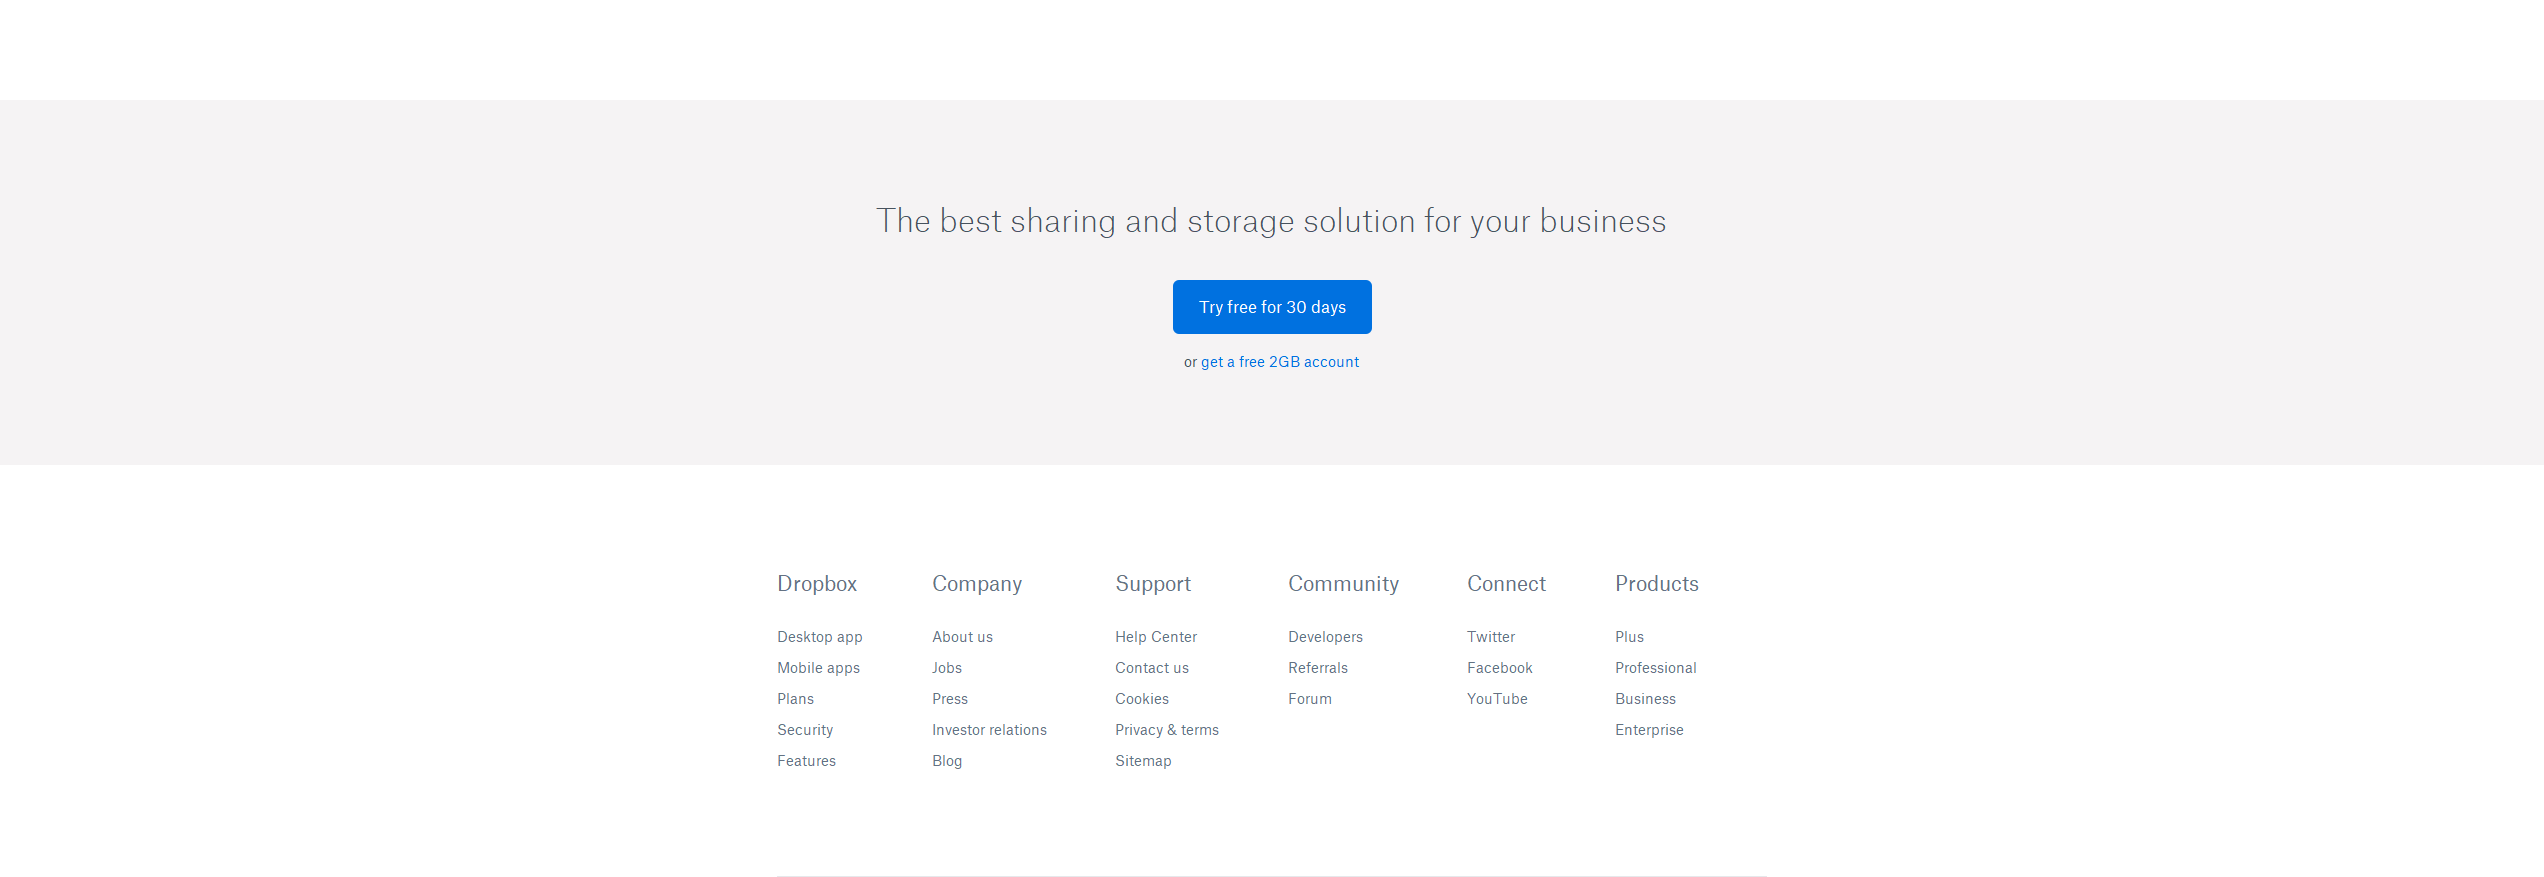 The best sharing and storage solution for your business
Try free for 30 days
or get a free 2GB account
Dropbox
Desktop app
Mobile apps
Plans
Security
Features
Company
About us
Jobs
Press
Investor relations
Blog
Support
Help Center
Contact us
Cookies
Privacy & terms
Sitemap
Community
Developers
Referrals
Forum
Connect
Twitter
Facebook
YouTube
Products
Plus
Professional
Business
Enterprise